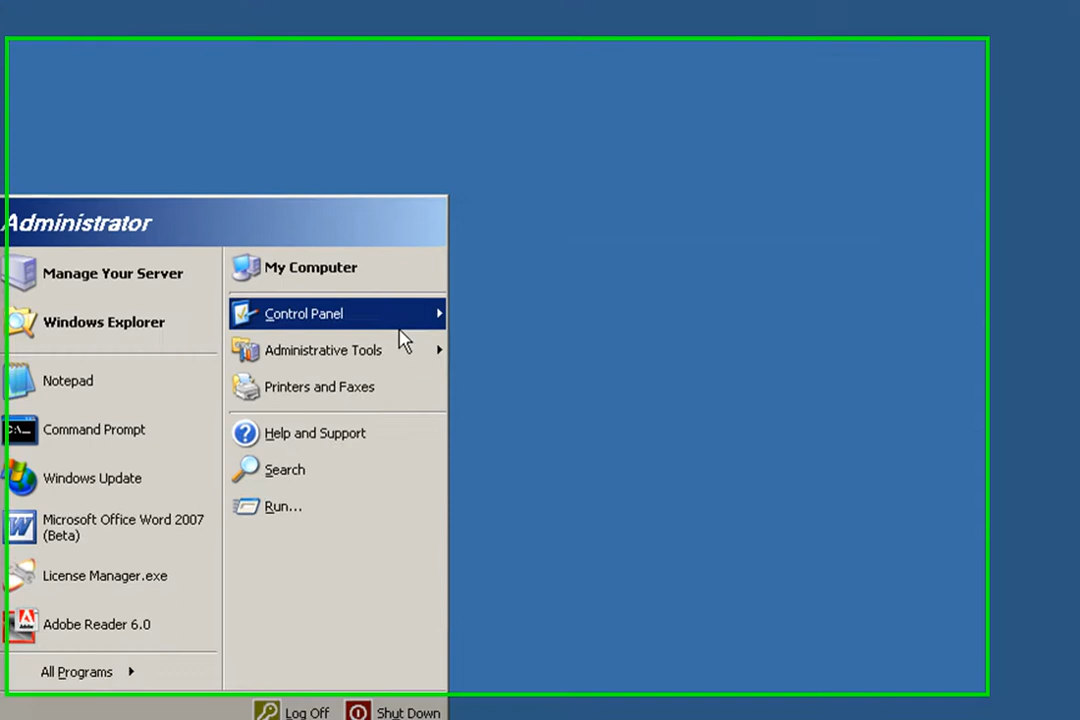 Administrator
Manage Your Server
Windows Explorer
Notepad
C:\_
Command Prompt
Windows Update
W
Microsoft Office Word 2007
(Beta)
License Manager.exe
Adobe
Adobe Reader 6.0
All Programs
My Computer
Control Panel
Administrative Tools
Printers and Faxes
?
Help and Support
Search
Run...
Log Off
Shut Down